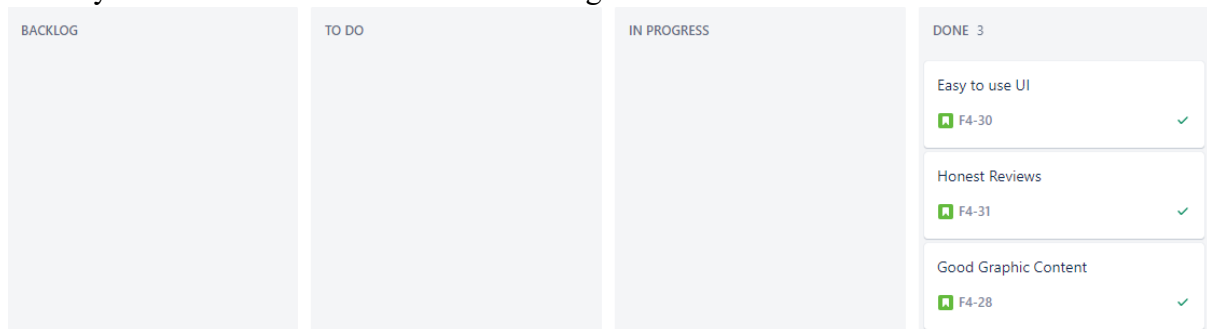 BACKLOG
TO DO
IN PROGRESS
DONE 3
Easy to use UI
F4-30
Honest Reviews
F4-31
Good Graphic Content
F4-28